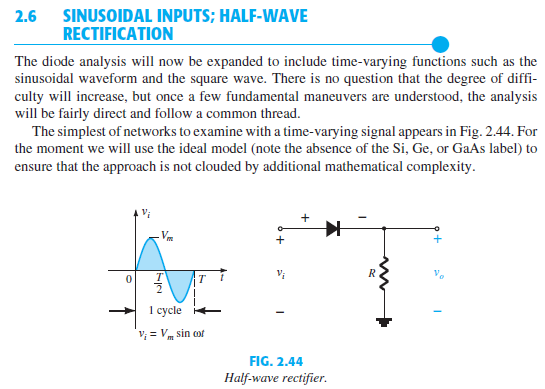 2.6 SINUSOIDAL INPUTS; HALF-WAVE
RECTIFICATION
The diode analysis will now be expanded to include time-varying functions such as the
sinusoidal waveform and the square wave. There is no question that the degree of diffi-
culty will increase, but once a few fundamental maneuvers are understood, the analysis
will be fairly direct and follow a common thread.
The simplest of networks to examine with a time-varying signal appears in Fig. 2.44. For
the moment we will use the ideal model (note the absence of the Si, Ge, or GaAs label) to
ensure that the approach is not clouded by additional mathematical complexity.
vᵢ
Vₘ
0 T/2 T t
1 cycle
vᵢ = Vₘ sin ωt
+ −
+ +
vᵢ R vₒ
− −
FIG. 2.44
Half-wave rectifier.